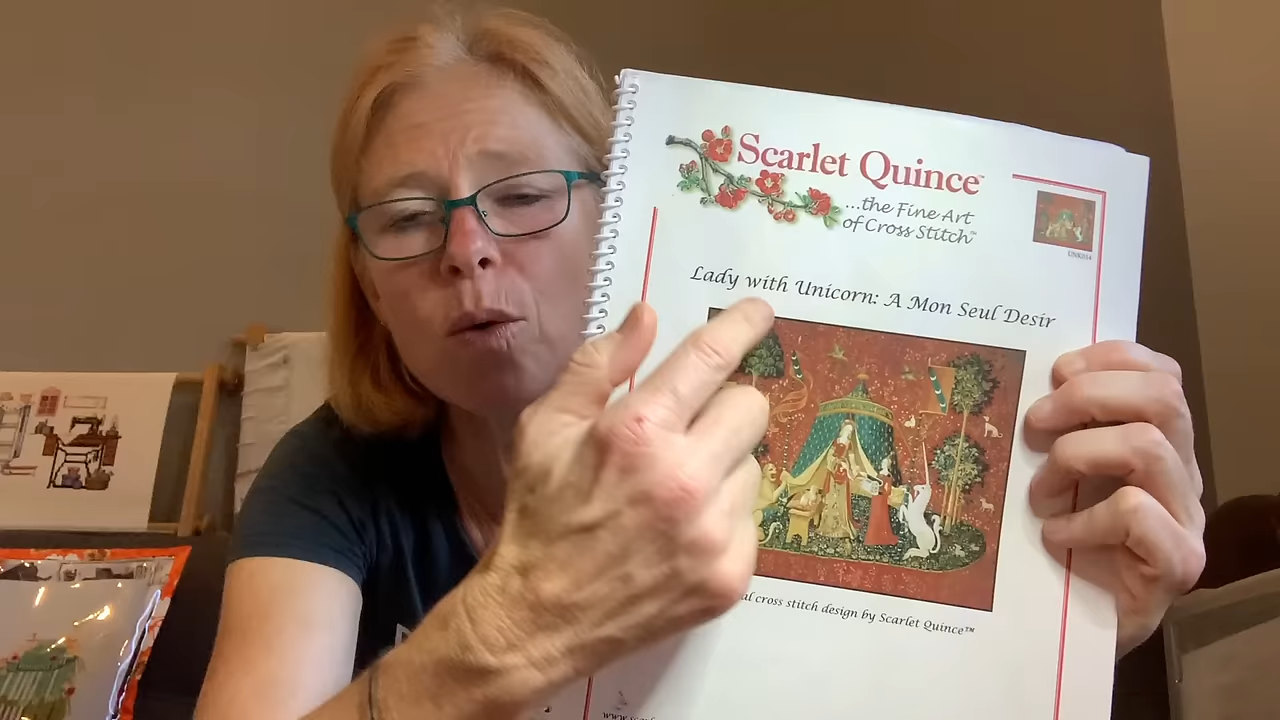 Scarlet Quince™
...the Fine Art
of Cross Stitch™
Lady with Unicorn: A Mon Seul Desir
cross stitch design by Scarlet Quince™